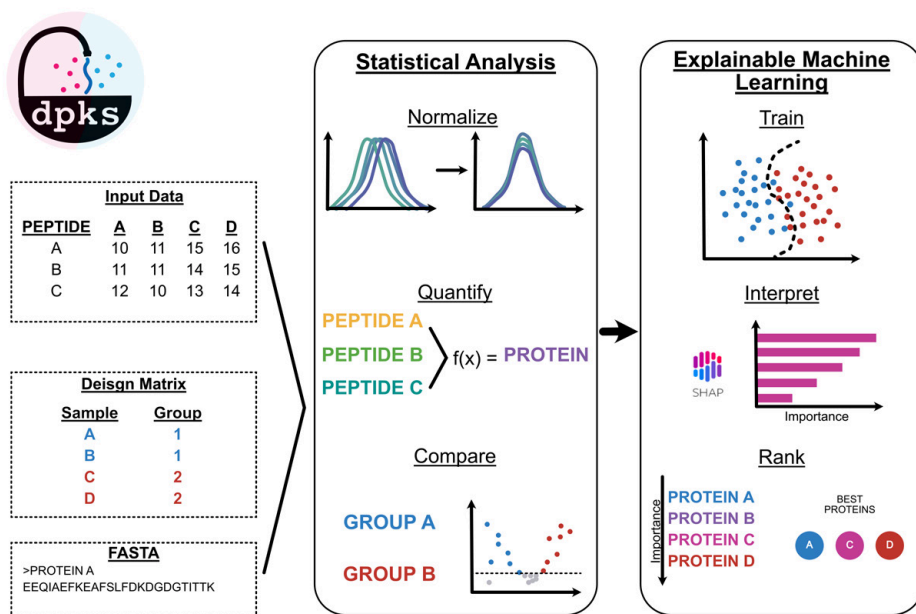 dpks
Input Data
PEPTIDE A B C D
A 10 11 15 16
B 11 11 14 15
C 12 10 13 14
Deisgn Matrix
Sample Group
A 1
B 1
C 2
D 2
FASTA
>PROTEIN A
EEQIAEFKEAFSLFDKDGDGTITTK
Statistical Analysis
Normalize
Quantify
PEPTIDE A
PEPTIDE B
PEPTIDE C
f(x) = PROTEIN
Compare
GROUP A
GROUP B
Explainable Machine
Learning
Train
Interpret
SHAP
Importance
Rank
Importance
PROTEIN A
PROTEIN B
PROTEIN C
PROTEIN D
BEST
PROTEINS
A C D